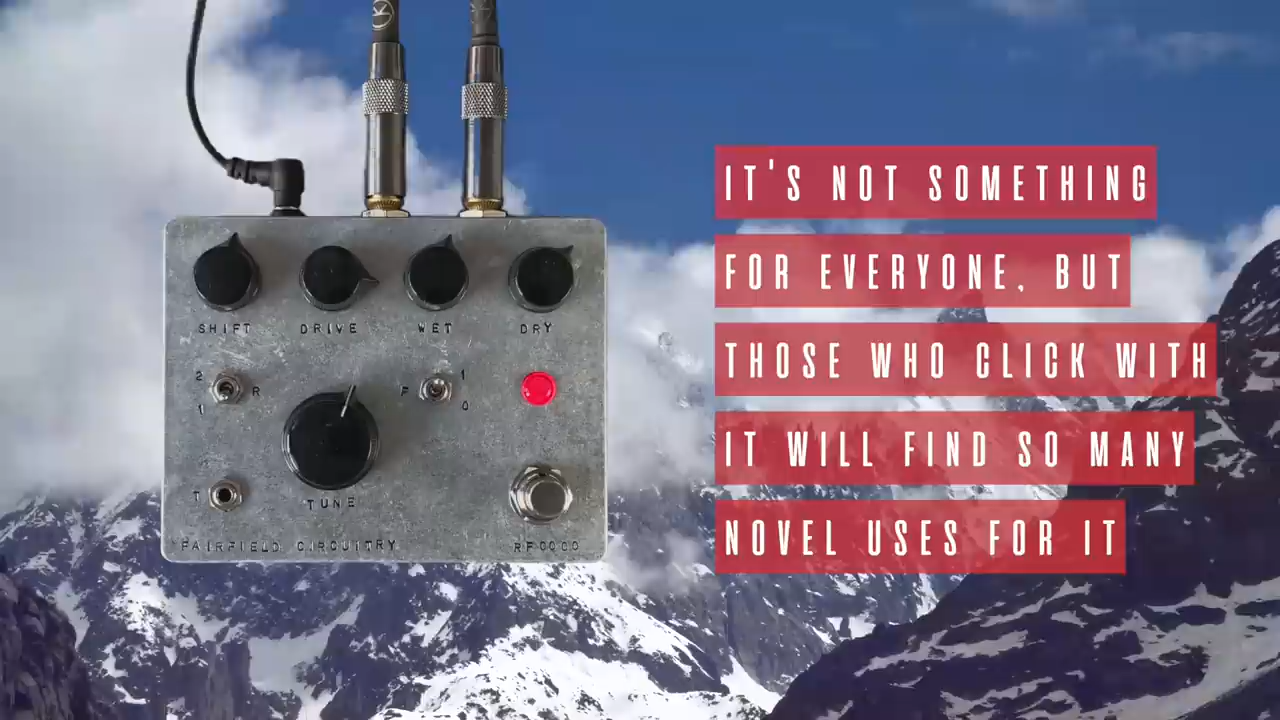 IT'S NOT SOMETHING
FOR EVERYONE, BUT
THOSE WHO CLICK WITH
IT WILL FIND SO MANY
NOVEL USES FOR IT
SHIFT DRIVE WET DRY
2 R F 1
1 0
T TUNE
FAIRFIELD CIRCUITRY